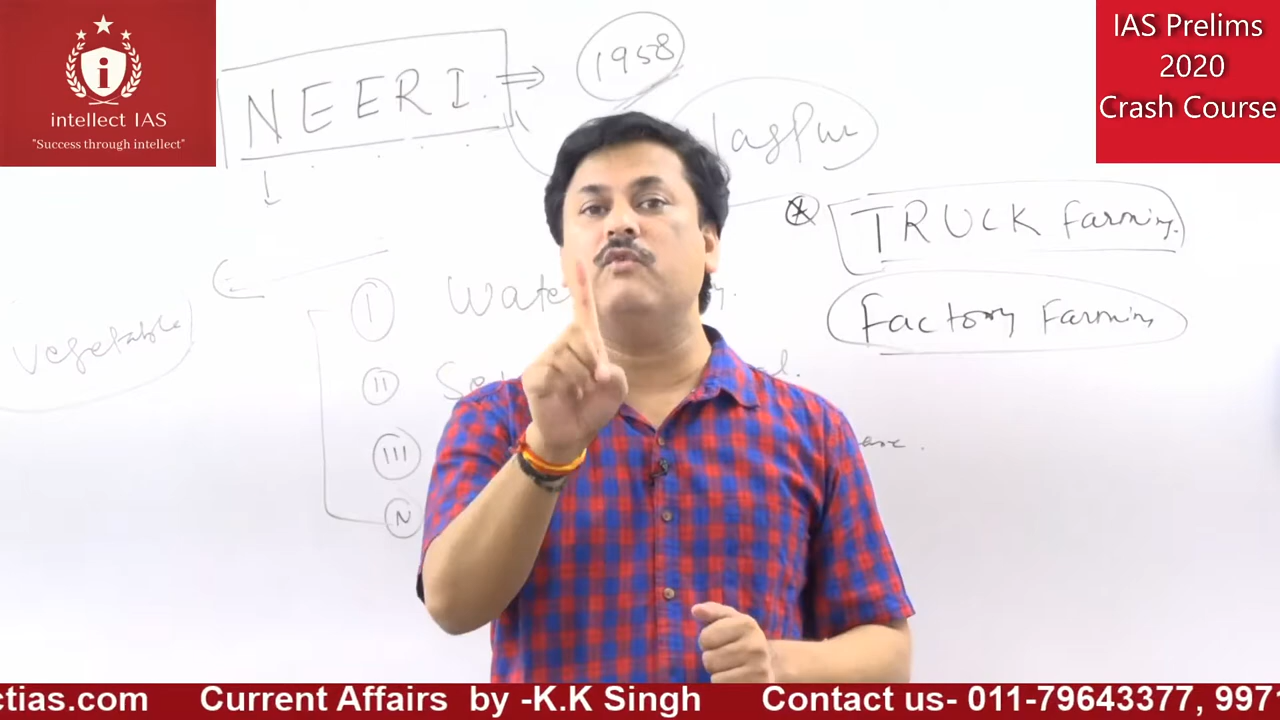 intellect IAS
"Success through intellect"
IAS Prelims
2020
Crash Course
NEERI
1958
Nagpur
TRUCK Farming
Factory Farming
Vegetable
I
II
III
IV
ctias.com Current Affairs by -K.K Singh Contact us- 011-79643377, 9971